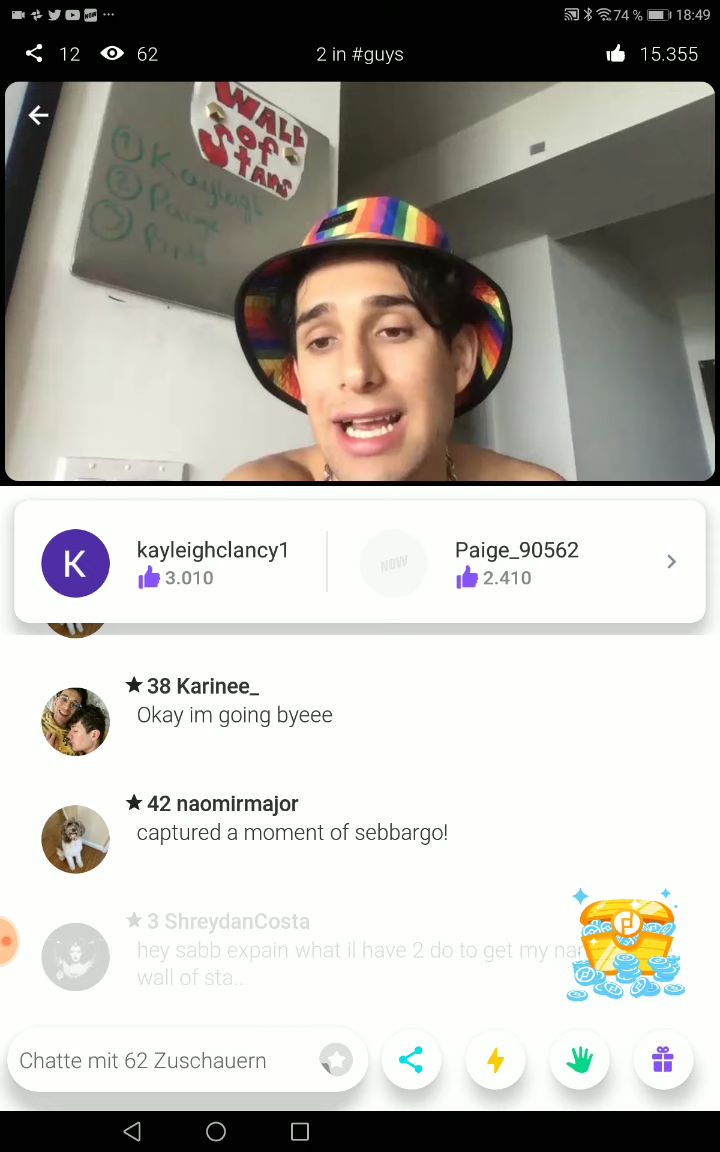 74 % 18:49
12 62 2 in #guys 15.355
WALL
of
STANS
① Kayleigh
② Paige
③
kayleighclancy1
3.010
Paige_90562
2.410
NOW
K
38 Karinee_
Okay im going byeee
42 naomirmajor
captured a moment of sebbargo!
3 ShreydanCosta
hey sabb expain what il have 2 do to get my
wall of sta..
Chatte mit 62 Zuschauern